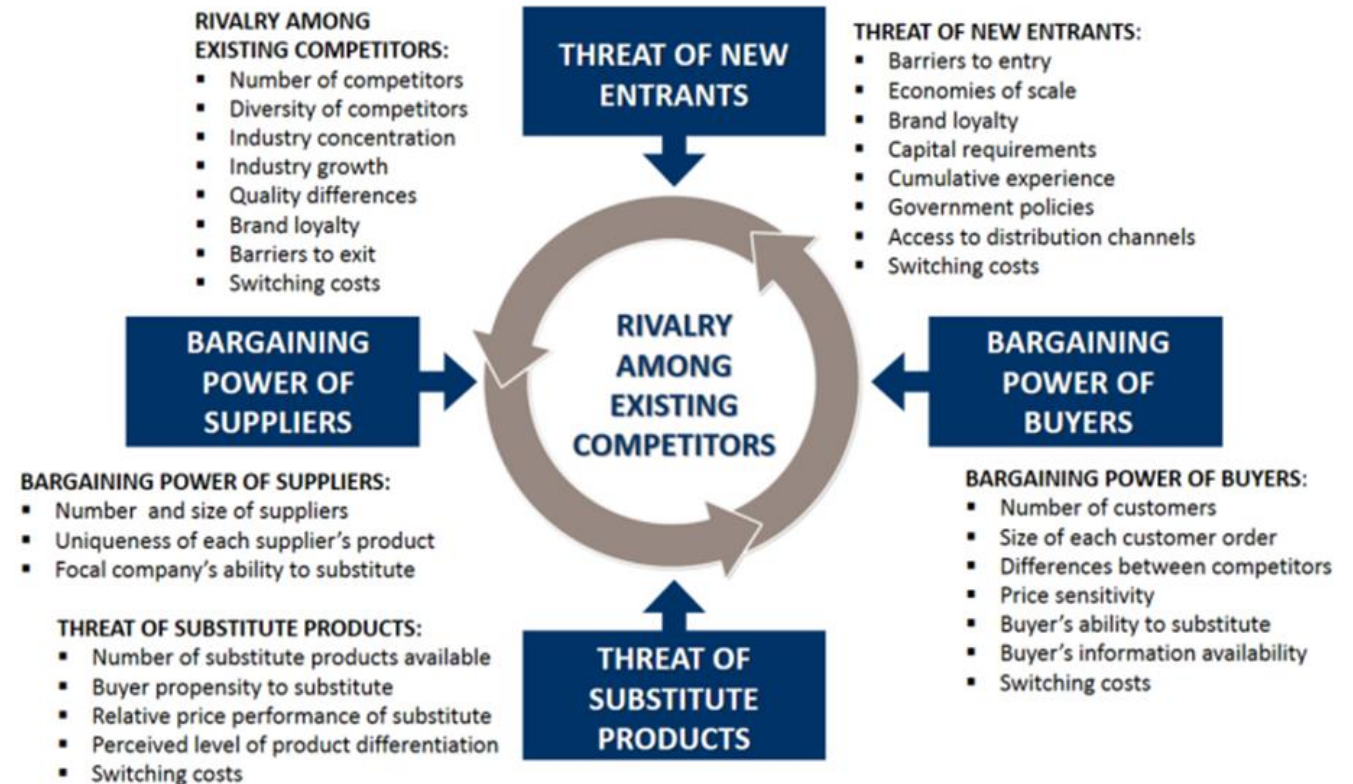 RIVALRY AMONG
EXISTING COMPETITORS:
▪ Number of competitors
▪ Diversity of competitors
▪ Industry concentration
▪ Industry growth
▪ Quality differences
▪ Brand loyalty
▪ Barriers to exit
▪ Switching costs
THREAT OF NEW
ENTRANTS
THREAT OF NEW ENTRANTS:
▪ Barriers to entry
▪ Economies of scale
▪ Brand loyalty
▪ Capital requirements
▪ Cumulative experience
▪ Government policies
▪ Access to distribution channels
▪ Switching costs
BARGAINING
POWER OF
SUPPLIERS
RIVALRY
AMONG
EXISTING
COMPETITORS
BARGAINING
POWER OF
BUYERS
BARGAINING POWER OF SUPPLIERS:
▪ Number and size of suppliers
▪ Uniqueness of each supplier’s product
▪ Focal company’s ability to substitute
BARGAINING POWER OF BUYERS:
▪ Number of customers
▪ Size of each customer order
▪ Differences between competitors
▪ Price sensitivity
▪ Buyer’s ability to substitute
▪ Buyer’s information availability
▪ Switching costs
THREAT OF SUBSTITUTE PRODUCTS:
▪ Number of substitute products available
▪ Buyer propensity to substitute
▪ Relative price performance of substitute
▪ Perceived level of product differentiation
▪ Switching costs
THREAT OF
SUBSTITUTE
PRODUCTS